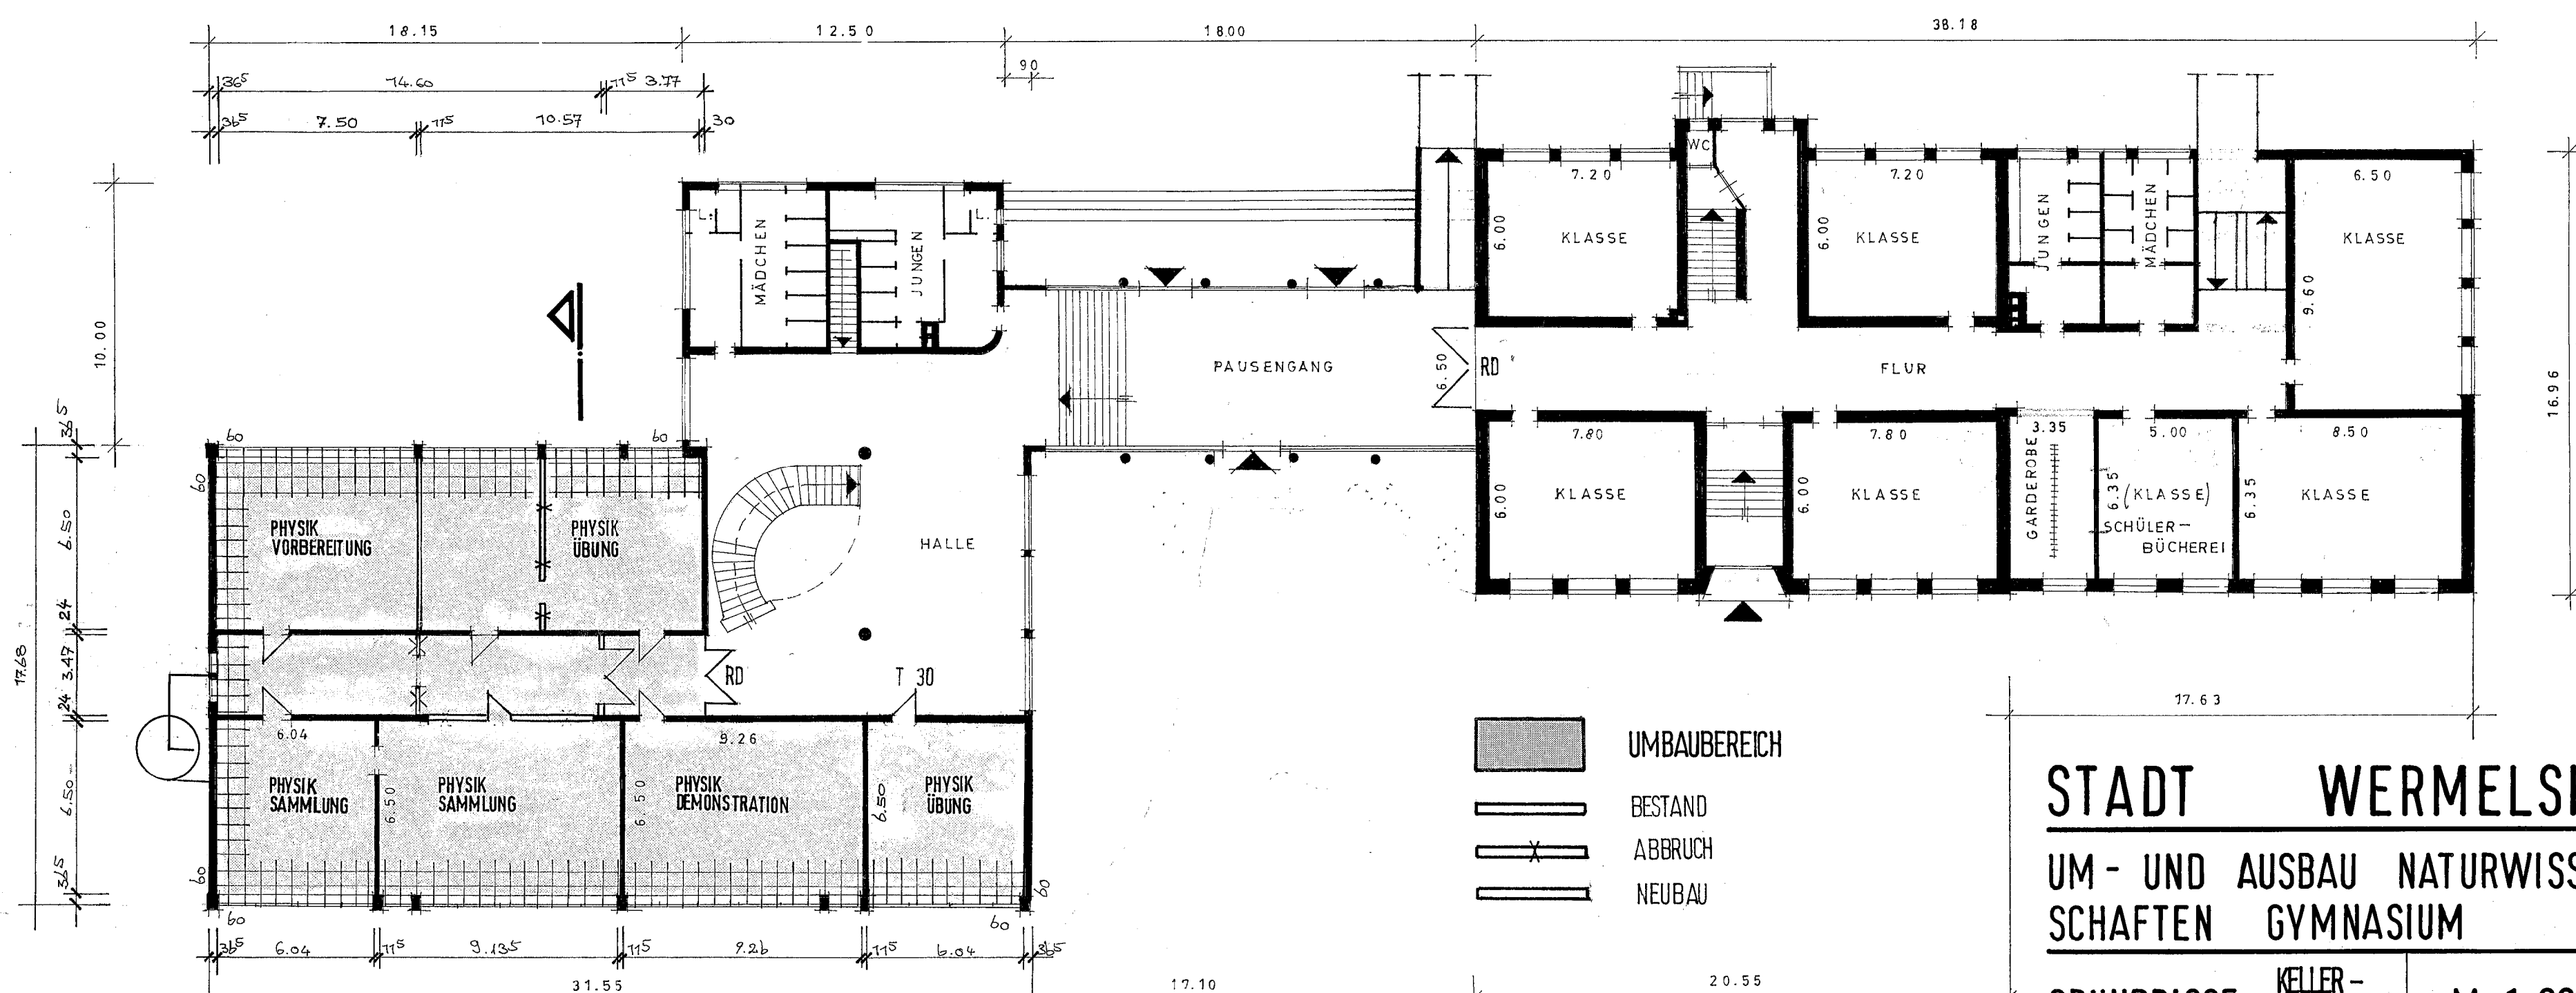 18.15
12.50
18.00
38.18
90
36⁵
14.60
11⁵
3.77
36⁵
7.50
11⁵
10.57
30
10.00
36⁵
6.50
24
3.47
24
6.50
36⁵
17.68
L.
MÄDCHEN
JUNGEN
L.
WC
7.20
6.00
KLASSE
7.20
6.00
KLASSE
JUNGEN
MÄDCHEN
6.50
KLASSE
9.60
16.96
PAUSENGANG
6.50
RD
FLUR
60
60
60
PHYSIK
VORBEREITUNG
PHYSIK
ÜBUNG
HALLE
7.80
6.00
KLASSE
7.80
6.00
KLASSE
3.35
GARDEROBE
5.00
6.35
(KLASSE)
SCHÜLER-
BÜCHEREI
8.50
6.35
KLASSE
RD
T 30
17.63
6.04
9.26
PHYSIK
SAMMLUNG
6.50
PHYSIK
SAMMLUNG
6.50
PHYSIK
DEMONSTRATION
6.50
PHYSIK
ÜBUNG
60
60
60
60
UMBAUBEREICH
BESTAND
ABBRUCH
NEUBAU
STADT WERMELS
UM- UND AUSBAU NATURWISS
SCHAFTEN GYMNASIUM
KELLER-
36⁵
6.04
11⁵
9.13⁵
11⁵
9.26
11⁵
6.04
36⁵
31.55
17.10
20.55